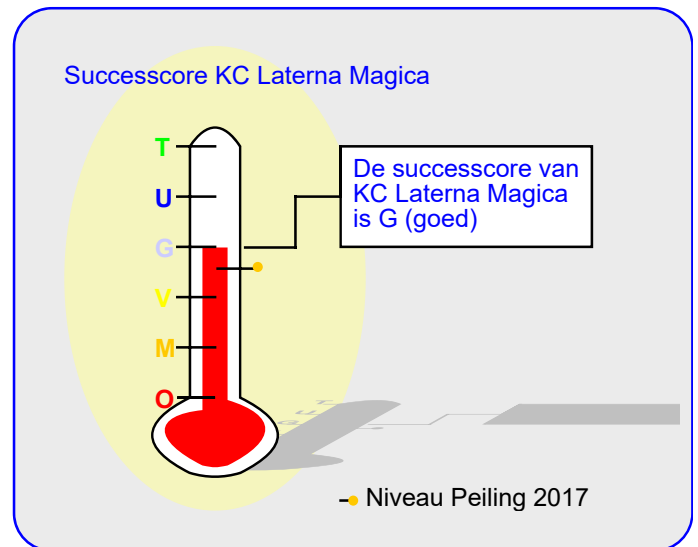 Successcore KC Laterna Magica
T
U
G
V
M
O
De successcore van
KC Laterna Magica
is G (goed)
T
U
G
Niveau Peiling 2017